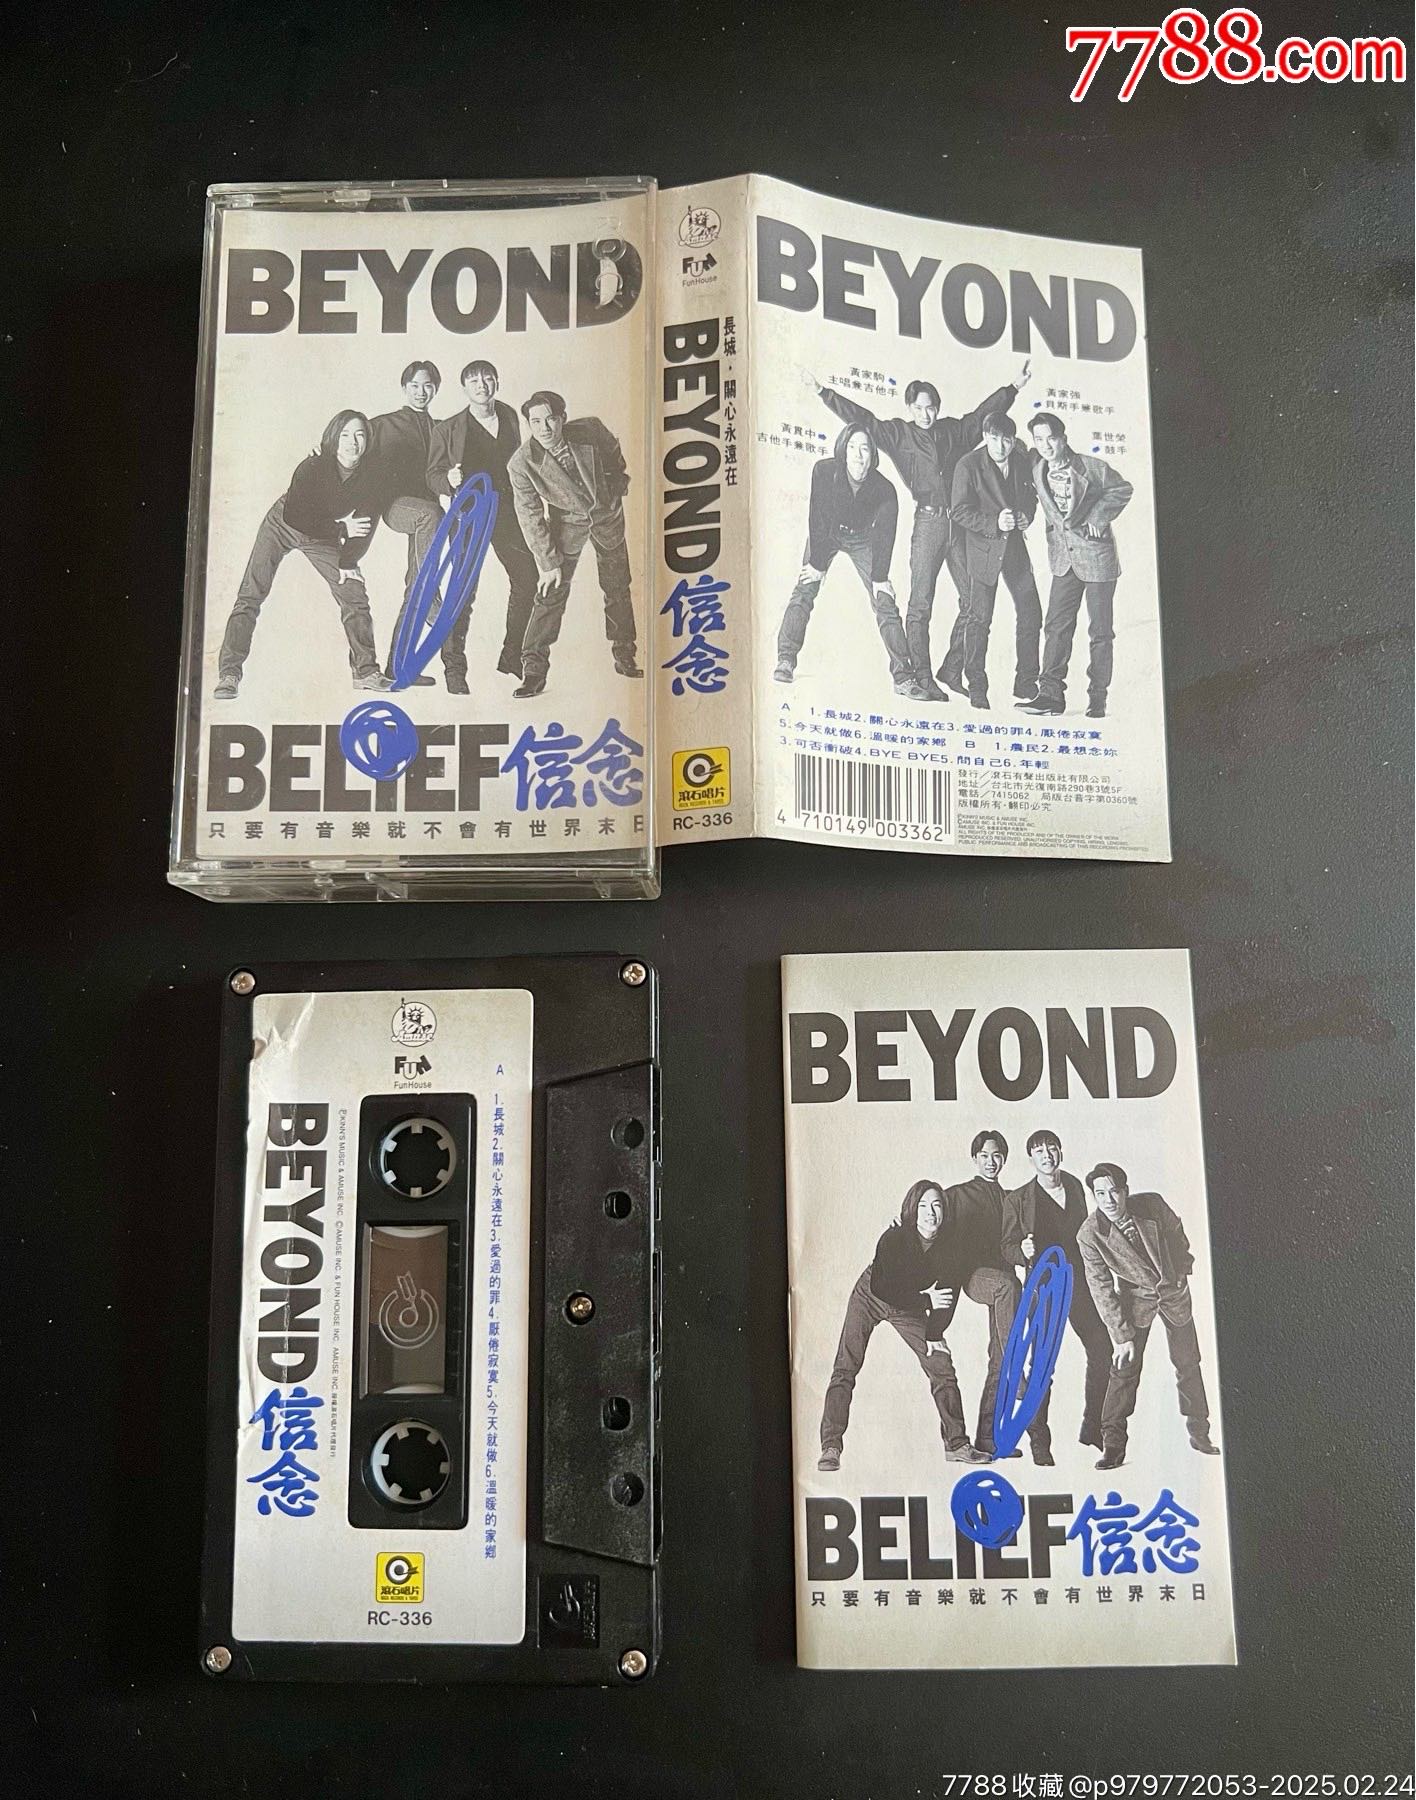 7788.com
BEYOND
BELIEF信念
只要有音樂就不會有世界末日
Amuse
Fun
FunHouse
長城·關心永遠在
BEYOND信念
滾石唱片
ROCK RECORDS & TAPES
RC-336
BEYOND
黃家駒
主唱兼吉他手
黃家強
貝斯手兼歌手
黃貫中
吉他手兼歌手
葉世榮
鼓手
A 1.長城2.關心永遠在3.愛過的罪4.厭倦寂寞
5.今天就做6.溫暖的家鄉 B 1.農民2.最想念妳
3.可否衝破4.BYE BYE5.問自己6.年輕
發行／滾石有聲出版社有限公司
地址／台北市光復南路290巷3號5F
電話／7415062 局版台音字第0360號
版權所有·翻印必究
4 710149 003362
Amuse
Fun
FunHouse
A
1.長城2.關心永遠在3.愛過的罪4.厭倦寂寞5.今天就做6.溫暖的家鄉
BEYOND信念
滾石唱片
ROCK RECORDS & TAPES
RC-336
BEYOND
BELIEF信念
只要有音樂就不會有世界末日
7788收藏@p979772053-2025.02.24